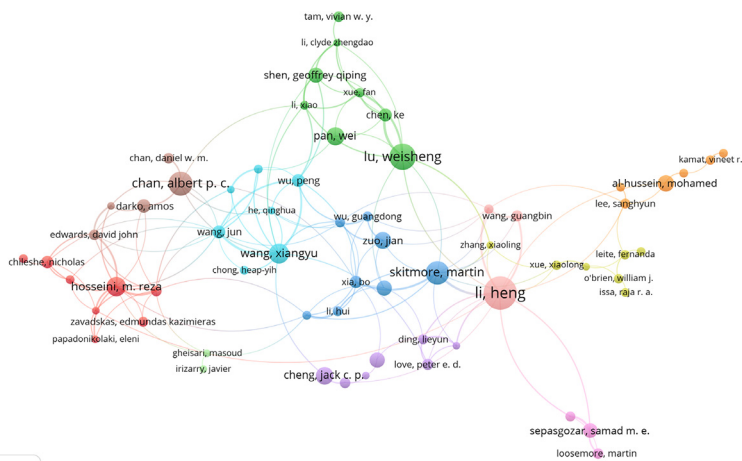 tam, vivian w. y.
li, clyde zhengdao
shen, geoffrey qiping
xue, fan
li, xiao
chen, ke
pan, wei
lu, weisheng
chan, daniel w. m.
kamat, vineet r.
chan, albert p. c.
wu, peng
al-hussein, mohamed
darko, amos
he, qinghua
wu, guangdong
wang, guangbin
lee, sanghyun
edwards, david john
wang, jun
zuo, jian
zhang, xiaoling
wang, xiangyu
leite, fernanda
chileshe, nicholas
chong, heap-yih
skitmore, martin
xue, xiaolong
o'brien, william j.
hosseini, m. reza
xia, bo
li, heng
issa, raja r. a.
zavadskas, edmundas kazimieras
li, hui
papadonikolaki, eleni
ding, lieyun
gheisari, masoud
irizarry, javier
love, peter e. d.
cheng, jack c. p.
sepasgozar, samad m. e.
loosemore, martin